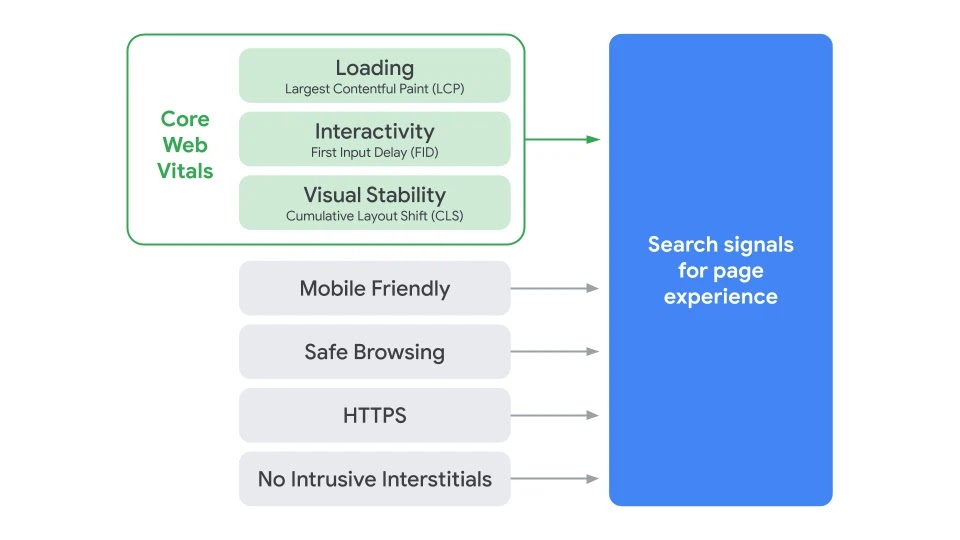 Core
Web
Vitals
Loading
Largest Contentful Paint (LCP)
Interactivity
First Input Delay (FID)
Visual Stability
Cumulative Layout Shift (CLS)
Mobile Friendly
Safe Browsing
HTTPS
No Intrusive Interstitials
Search signals
for page
experience